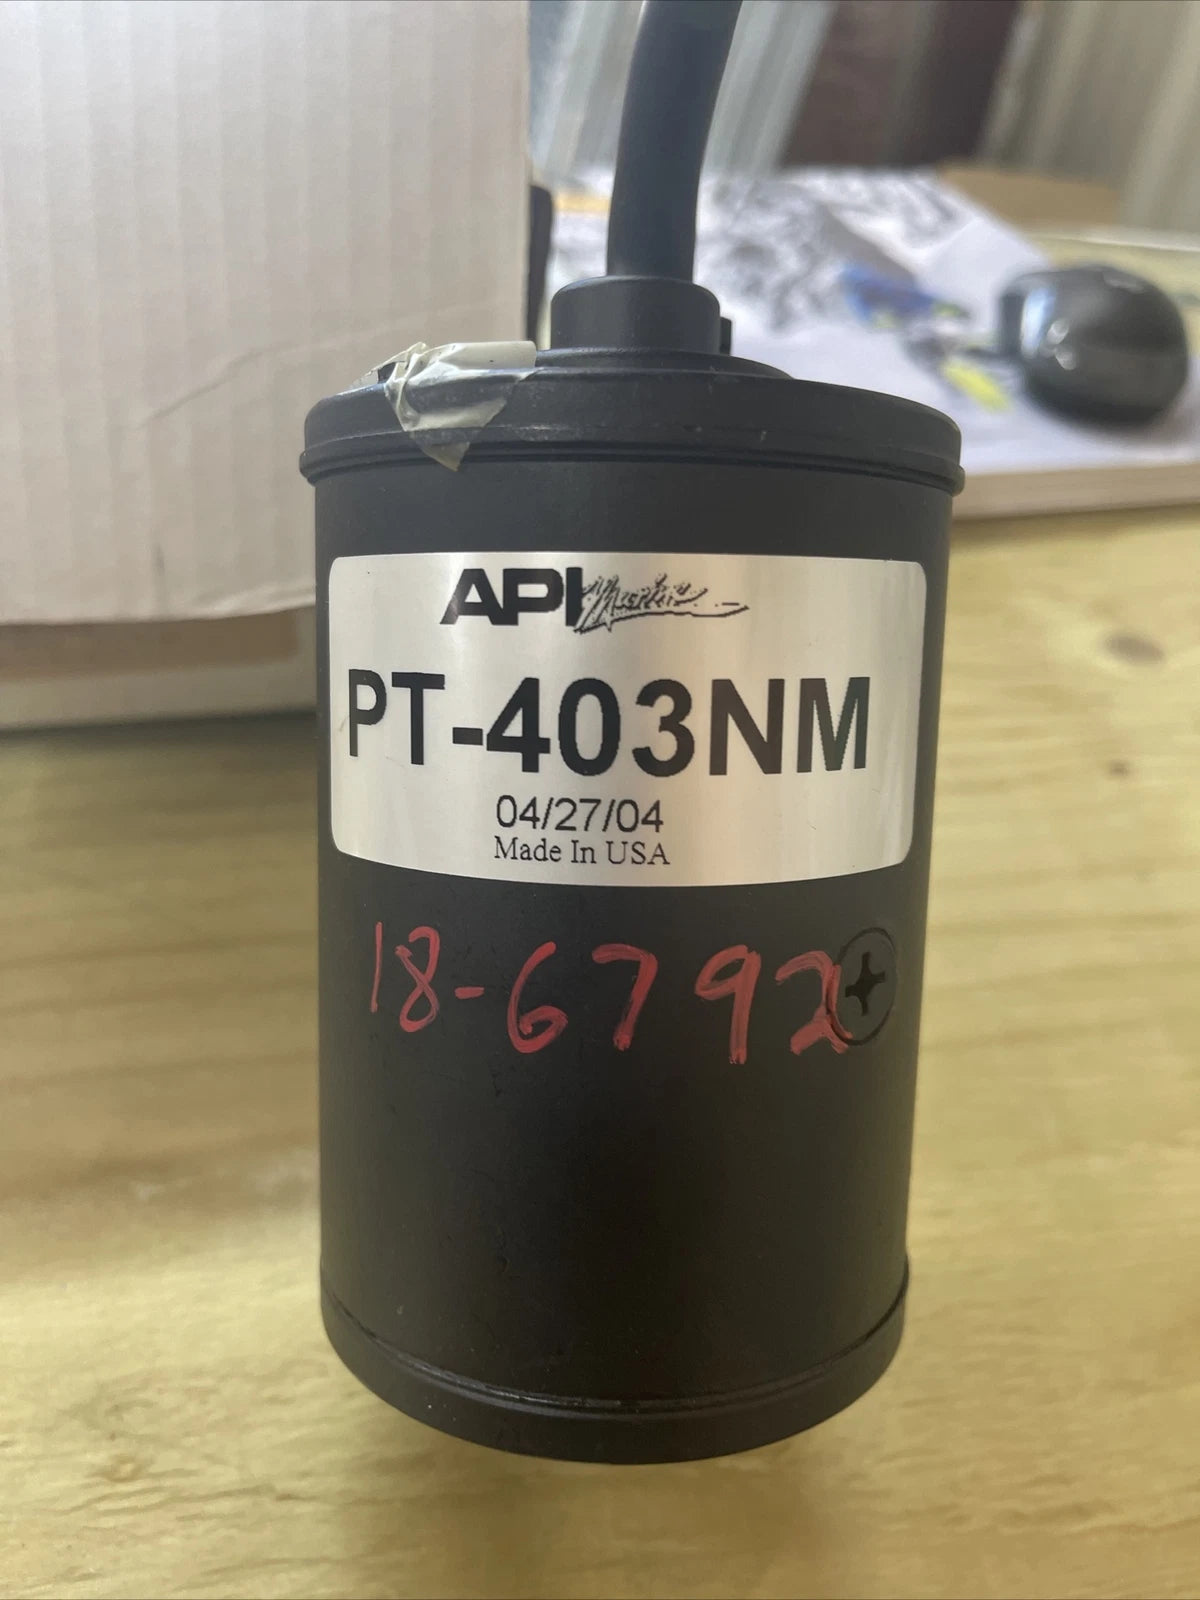 API Marine
PT-403NM
04/27/04
Made In USA
18-6792